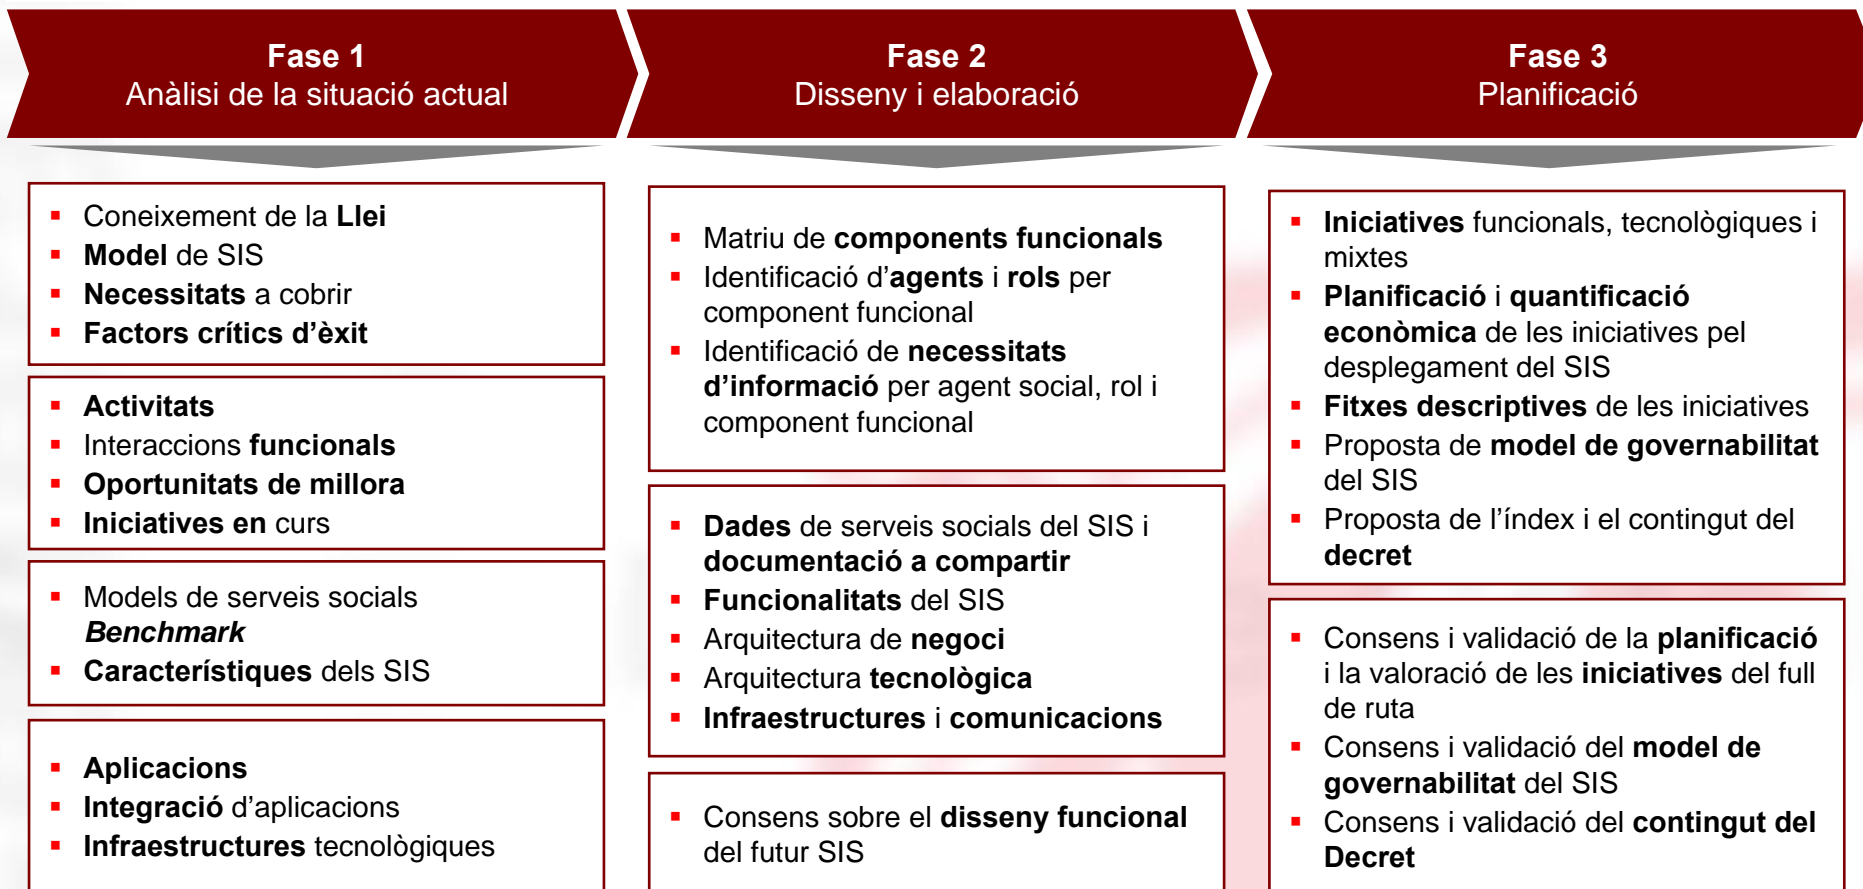 Fase 1
Anàlisi de la situació actual
Fase 2
Disseny i elaboració
Fase 3
Planificació
Coneixement de la Llei
Model de SIS
Necessitats a cobrir
Factors crítics d’èxit
Activitats
Interaccions funcionals
Oportunitats de millora
Iniciatives en curs
Models de serveis socials
Benchmark
Característiques dels SIS
Aplicacions
Integració d’aplicacions
Infraestructures tecnològiques
Matriu de components funcionals
Identificació d’agents i rols per
component funcional
Identificació de necessitats
d’informació per agent social, rol i
component funcional
Dades de serveis socials del SIS i
documentació a compartir
Funcionalitats del SIS
Arquitectura de negoci
Arquitectura tecnològica
Infraestructures i comunicacions
Consens sobre el disseny funcional
del futur SIS
Iniciatives funcionals, tecnològiques i
mixtes
Planificació i quantificació
econòmica de les iniciatives pel
desplegament del SIS
Fitxes descriptives de les iniciatives
Proposta de model de governabilitat
del SIS
Proposta de l’índex i el contingut del
decret
Consens i validació de la planificació
i la valoració de les iniciatives del full
de ruta
Consens i validació del model de
governabilitat del SIS
Consens i validació del contingut del
Decret